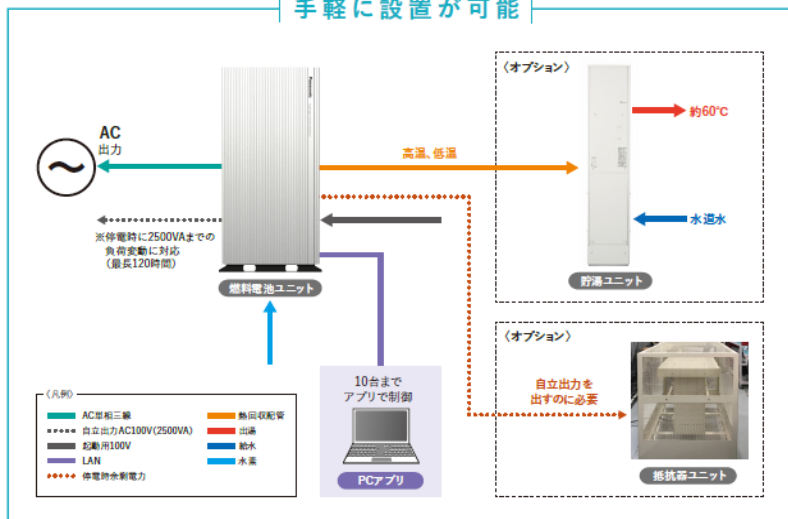 手軽に設置が可能
〈オプション〉
AC
出力
Panasonic
高温、低温
約60℃
水道水
※停電時に2500VAまでの
負荷変動に対応
（最長120時間）
燃料電池ユニット
貯湯ユニット
〈オプション〉
10台まで
アプリで制御
自立出力を
出すのに必要
PCアプリ
抵抗器ユニット
〈凡例〉
AC単相三線
熱回収配管
自立出力AC100V（2500VA）
出湯
起動用100V
給水
LAN
水素
停電時余剰電力